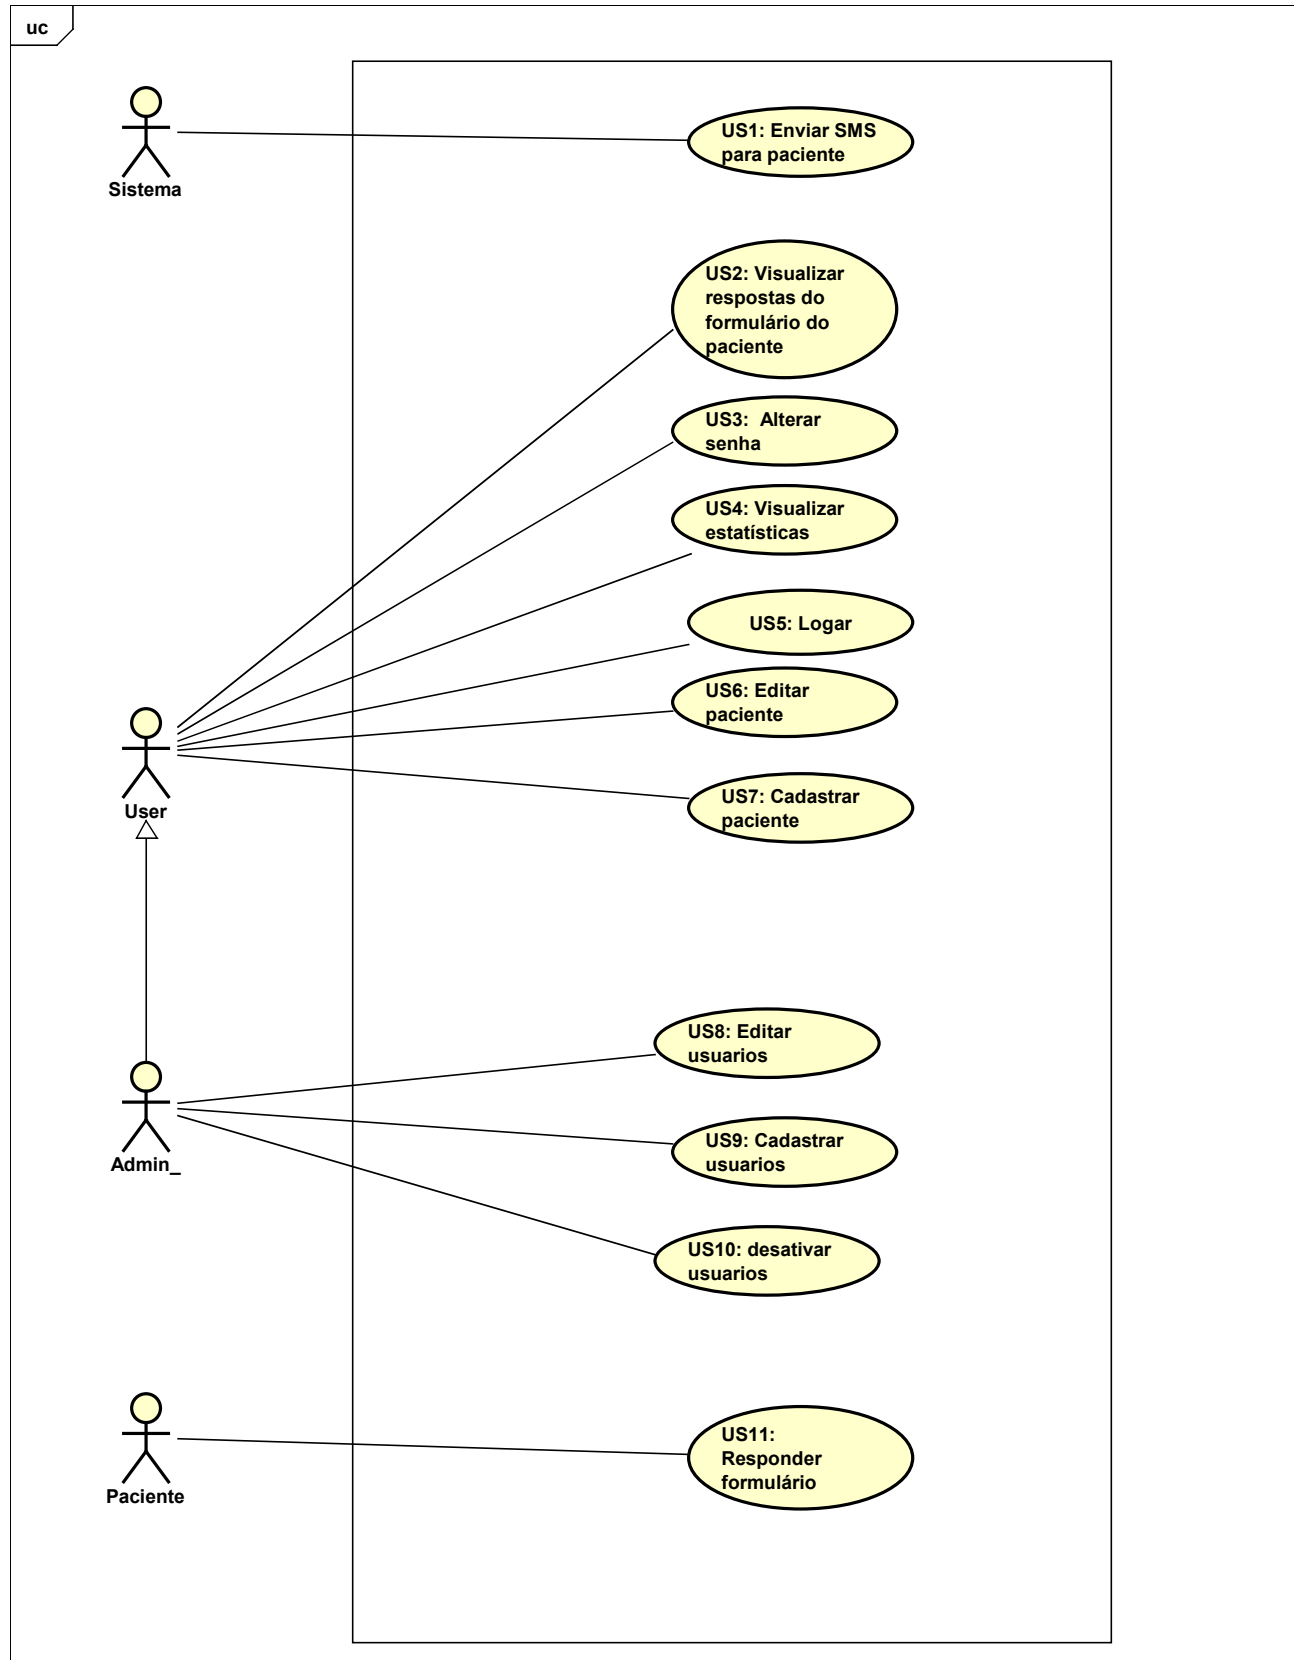 uc
US1: Enviar SMS
para paciente
Sistema
US2: Visualizar
respostas do
formulário do
paciente
US3:  Alterar
senha
US4: Visualizar
estatísticas
US5: Logar
US6: Editar
paciente
User
US7: Cadastrar
paciente
US8: Editar
usuarios
Admin_
US9: Cadastrar
usuarios
US10: desativar
usuarios
US11:
Responder
formulário
Paciente